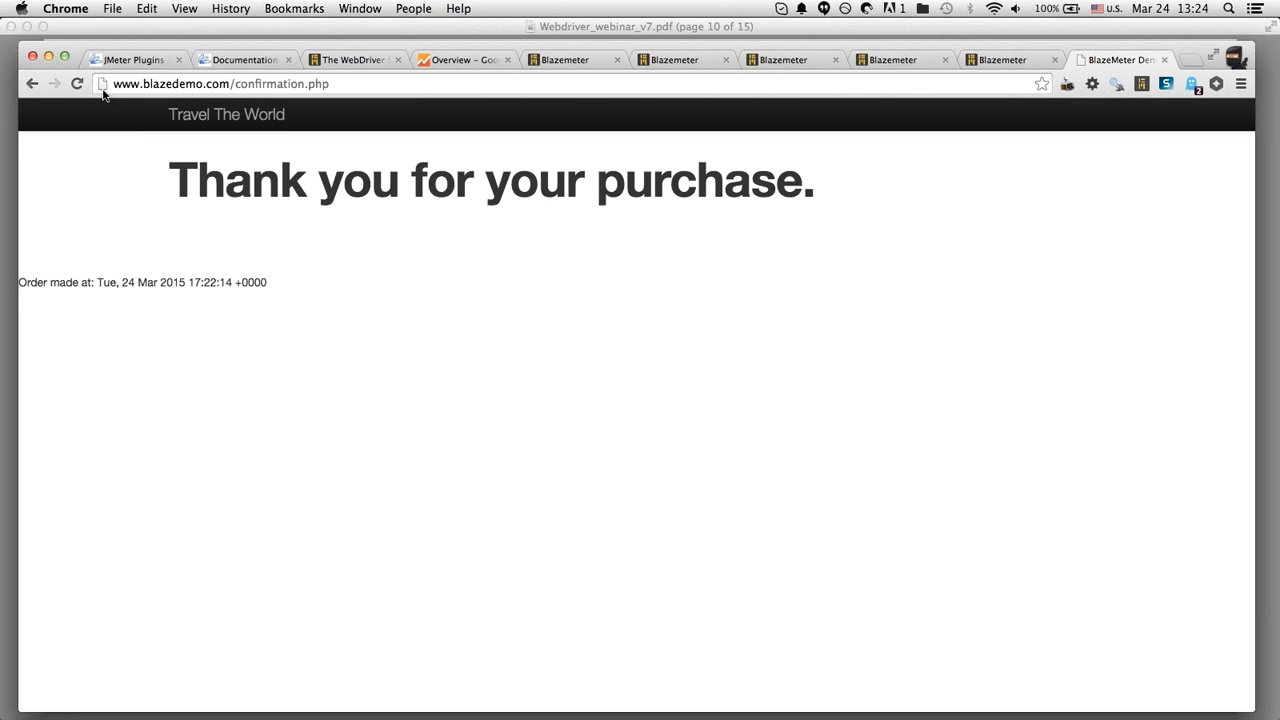 Chrome File Edit View History Bookmarks Window People Help 1 100% U.S. Mar 24 13:24
Webdriver_webinar_v7.pdf (page 10 of 15)
JMeter Plugins Documentation The WebDriver Overview – Goo Blazemeter Blazemeter Blazemeter Blazemeter Blazemeter BlazeMeter Dem
www.blazedemo.com/confirmation.php S 2
Travel The World
Thank you for your purchase.
Order made at: Tue, 24 Mar 2015 17:22:14 +0000